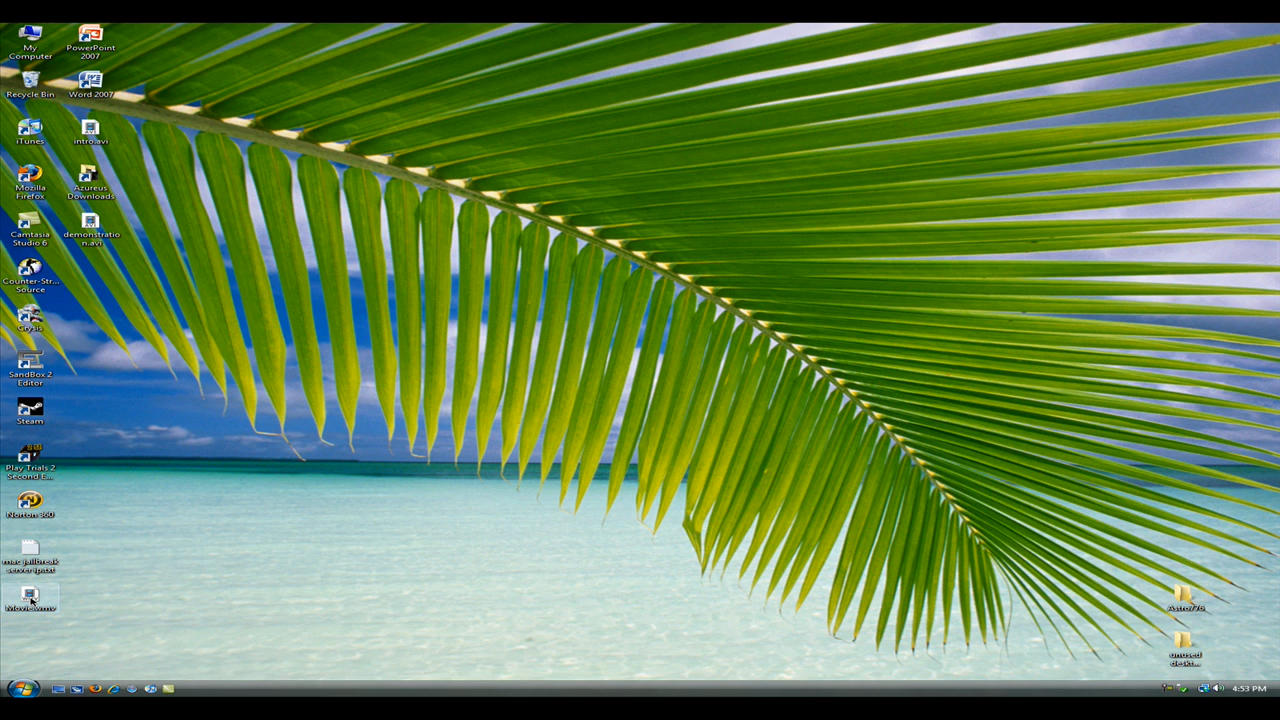 My
Computer
PowerPoint
2007
Recycle Bin
Word 2007
iTunes
intro.avi
Mozilla
Firefox
Azureus
Downloads
Camtasia
Studio 6
demonstratio
n.avi
Counter-Str...
Source
Crysis
SandBox 2
Editor
Steam
Play Trials 2
Second E...
Norton 360
mac jailbreak
server ip.txt
Movie.wmv
Astro776
unused
deskt...
4:53 PM